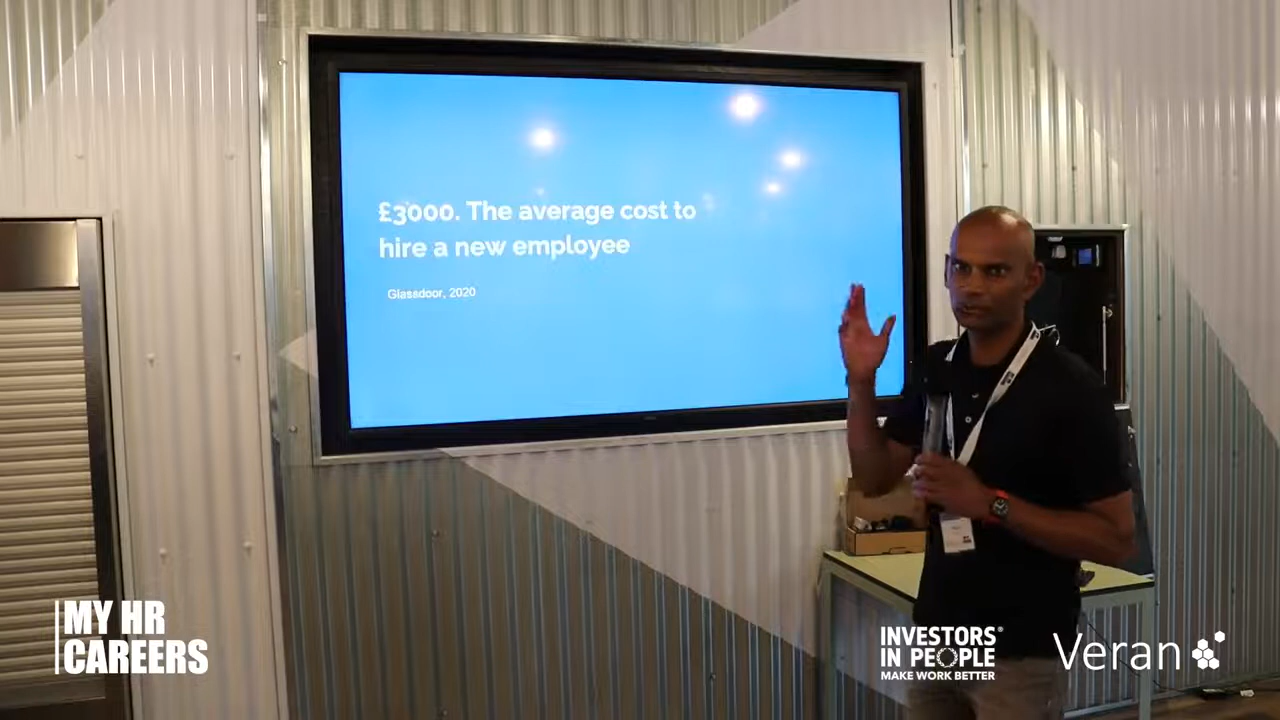 £3000. The average cost to
hire a new employee
Glassdoor, 2020
MY HR
CAREERS
INVESTORS®
IN PEOPLE
MAKE WORK BETTER
Veran